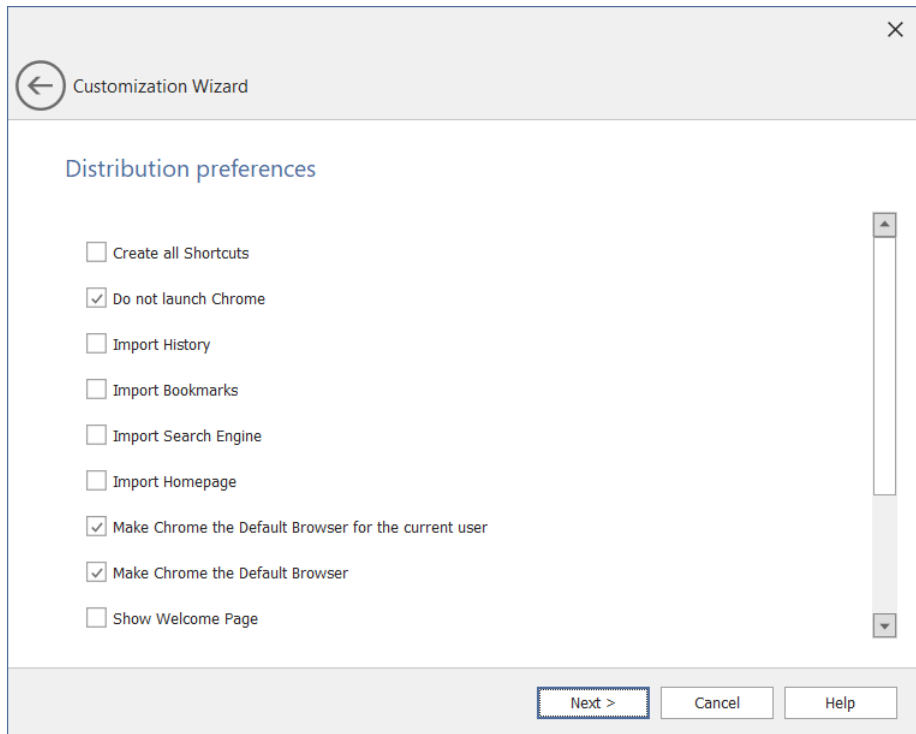 Customization Wizard
Distribution preferences
Create all Shortcuts
Do not launch Chrome
Import History
Import Bookmarks
Import Search Engine
Import Homepage
Make Chrome the Default Browser for the current user
Make Chrome the Default Browser
Show Welcome Page
Next >
Cancel
Help